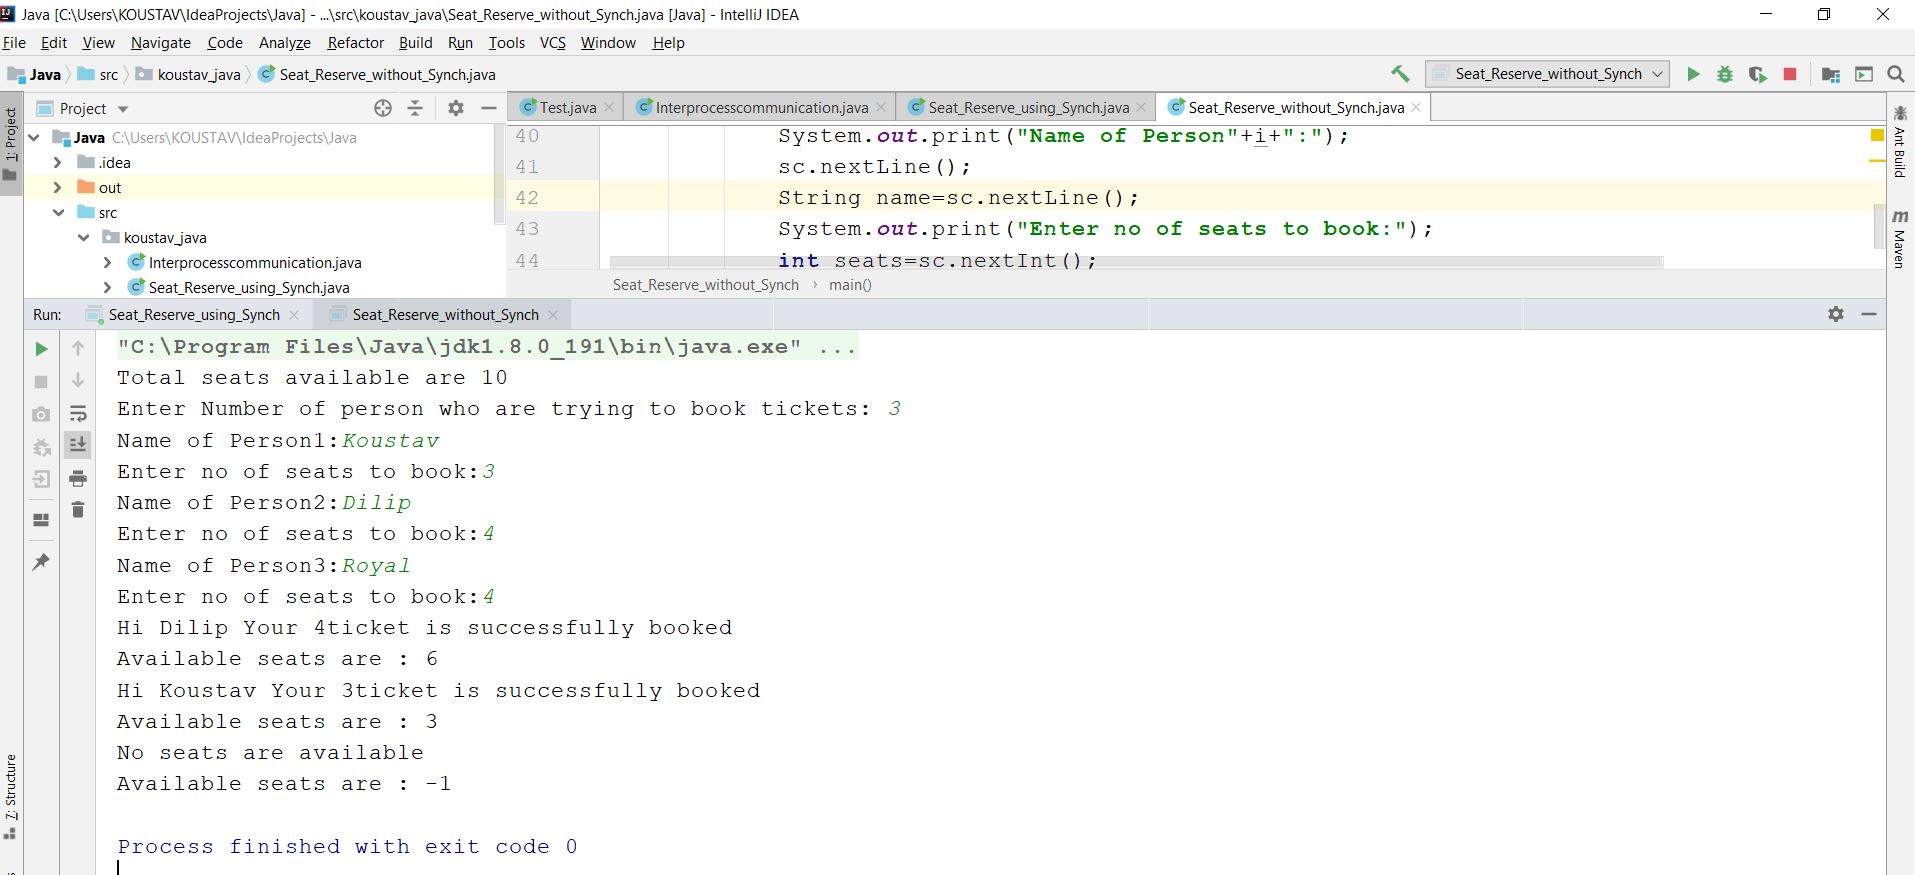 Java [C:\Users\KOUSTAV\IdeaProjects\Java] - ...\src\koustav_java\Seat_Reserve_without_Synch.java [Java] - IntelliJ IDEA
File Edit View Navigate Code Analyze Refactor Build Run Tools VCS Window Help
Java src koustav_java Seat_Reserve_without_Synch.java Seat_Reserve_without_Synch
1: Project
Project
Test.java Interprocesscommunication.java Seat_Reserve_using_Synch.java Seat_Reserve_without_Synch.java
Java C:\Users\KOUSTAV\IdeaProjects\Java
.idea
out
src
koustav_java
Interprocesscommunication.java
Seat_Reserve_using_Synch.java
40 System.out.print("Name of Person"+i+":");
41 sc.nextLine();
42 String name=sc.nextLine();
43 System.out.print("Enter no of seats to book:");
44 int seats=sc.nextInt();
Seat_Reserve_without_Synch › main()
Ant Build
m Maven
Run: Seat_Reserve_using_Synch Seat_Reserve_without_Synch
"C:\Program Files\Java\jdk1.8.0_191\bin\java.exe" ...
Total seats available are 10
Enter Number of person who are trying to book tickets: 3
Name of Person1:Koustav
Enter no of seats to book:3
Name of Person2:Dilip
Enter no of seats to book:4
Name of Person3:Royal
Enter no of seats to book:4
Hi Dilip Your 4ticket is successfully booked
Available seats are : 6
Hi Koustav Your 3ticket is successfully booked
Available seats are : 3
No seats are available
Available seats are : -1
Process finished with exit code 0
7: Structure